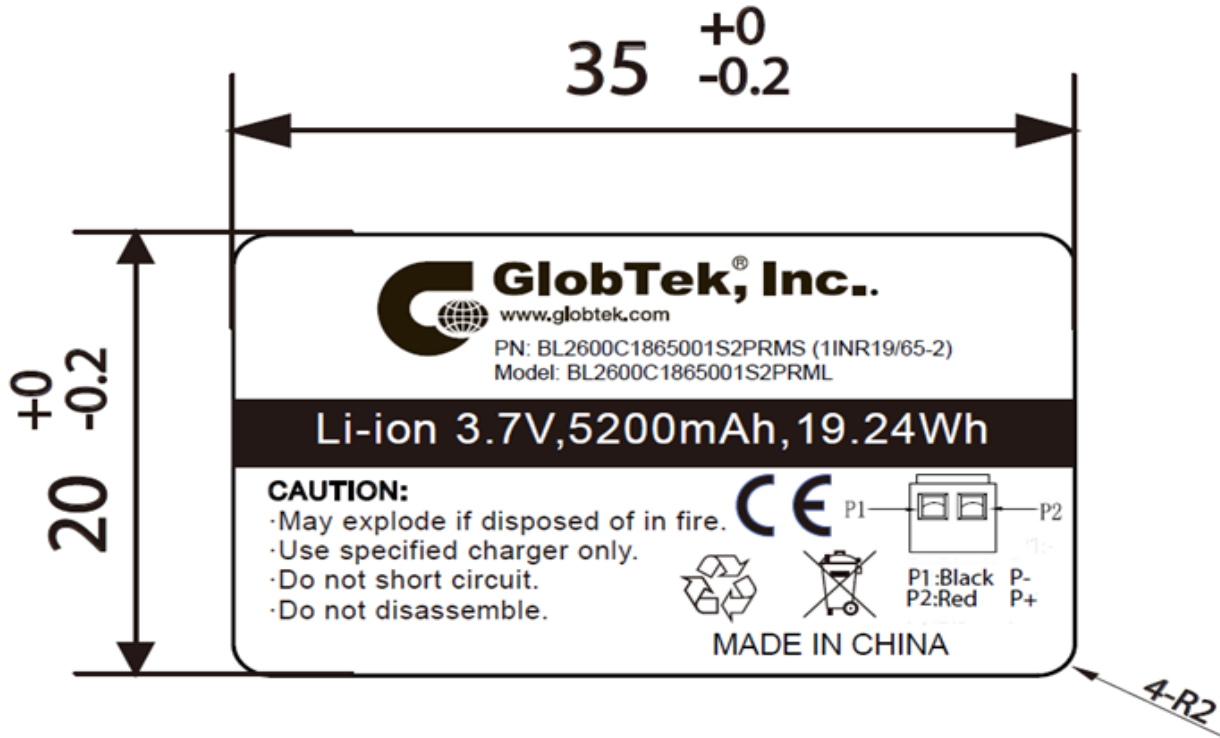 35 +0 -0.2
20 +0 -0.2
GlobTek,® Inc..
www.globtek.com
PN: BL2600C1865001S2PRMS (1INR19/65-2)
Model: BL2600C1865001S2PRML
Li-ion 3.7V,5200mAh,19.24Wh
CAUTION:
·May explode if disposed of in fire.
·Use specified charger only.
·Do not short circuit.
·Do not disassemble.
CE
P1
P2
P1:Black P-
P2:Red P+
MADE IN CHINA
4-R2